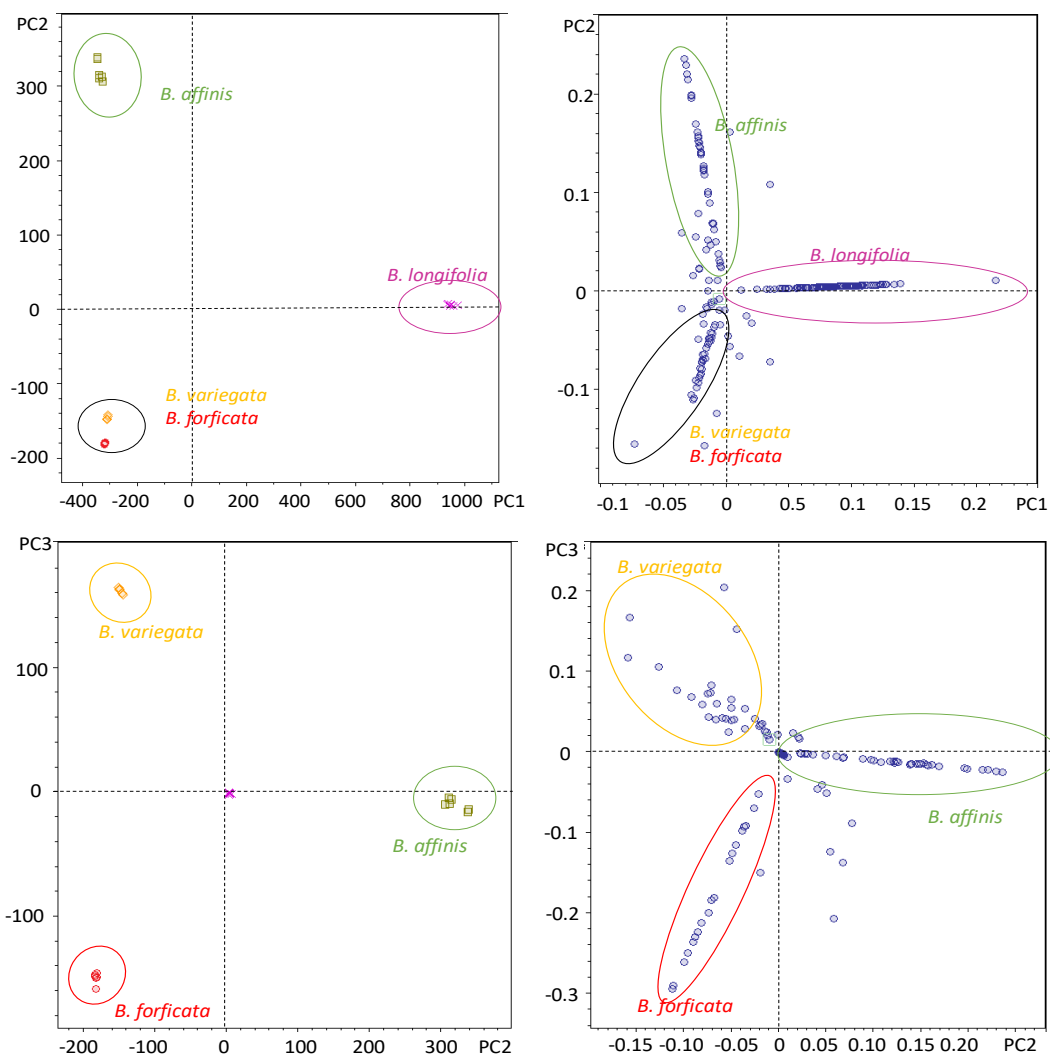 PC2
300
200
100
0
-100
-200
-400
-200
0
200
400
600
800
1000
PC1
B. affinis
B. longifolia
B. variegata
B. forficata
PC2
0.2
0.1
0
-0.1
-0.1
-0.05
0
0.5
0.1
0.15
0.2
PC1
B. affinis
B. longifolia
B. variegata
B. forficata
PC3
100
0
-100
-200
-100
0
100
200
300
PC2
B. variegata
B. affinis
B. forficata
PC3
0.2
0.1
0
-0.1
-0.2
-0.3
-0.15
-0.10
-0.05
0
0.05
0.10
0.15
0.20
PC2
B. variegata
B. affinis
B. forficata